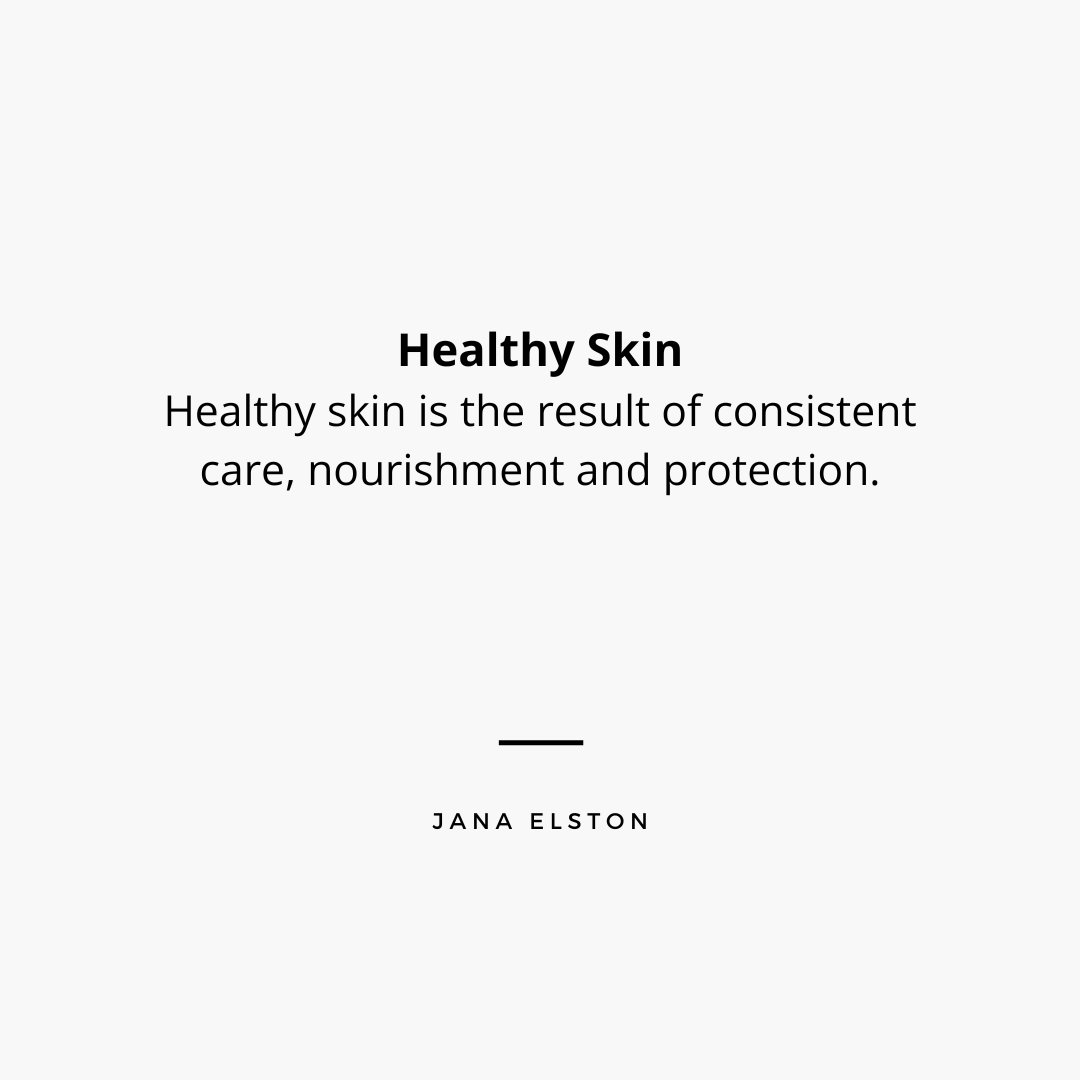 Healthy Skin
Healthy skin is the result of consistent
care, nourishment and protection.
JANA ELSTON